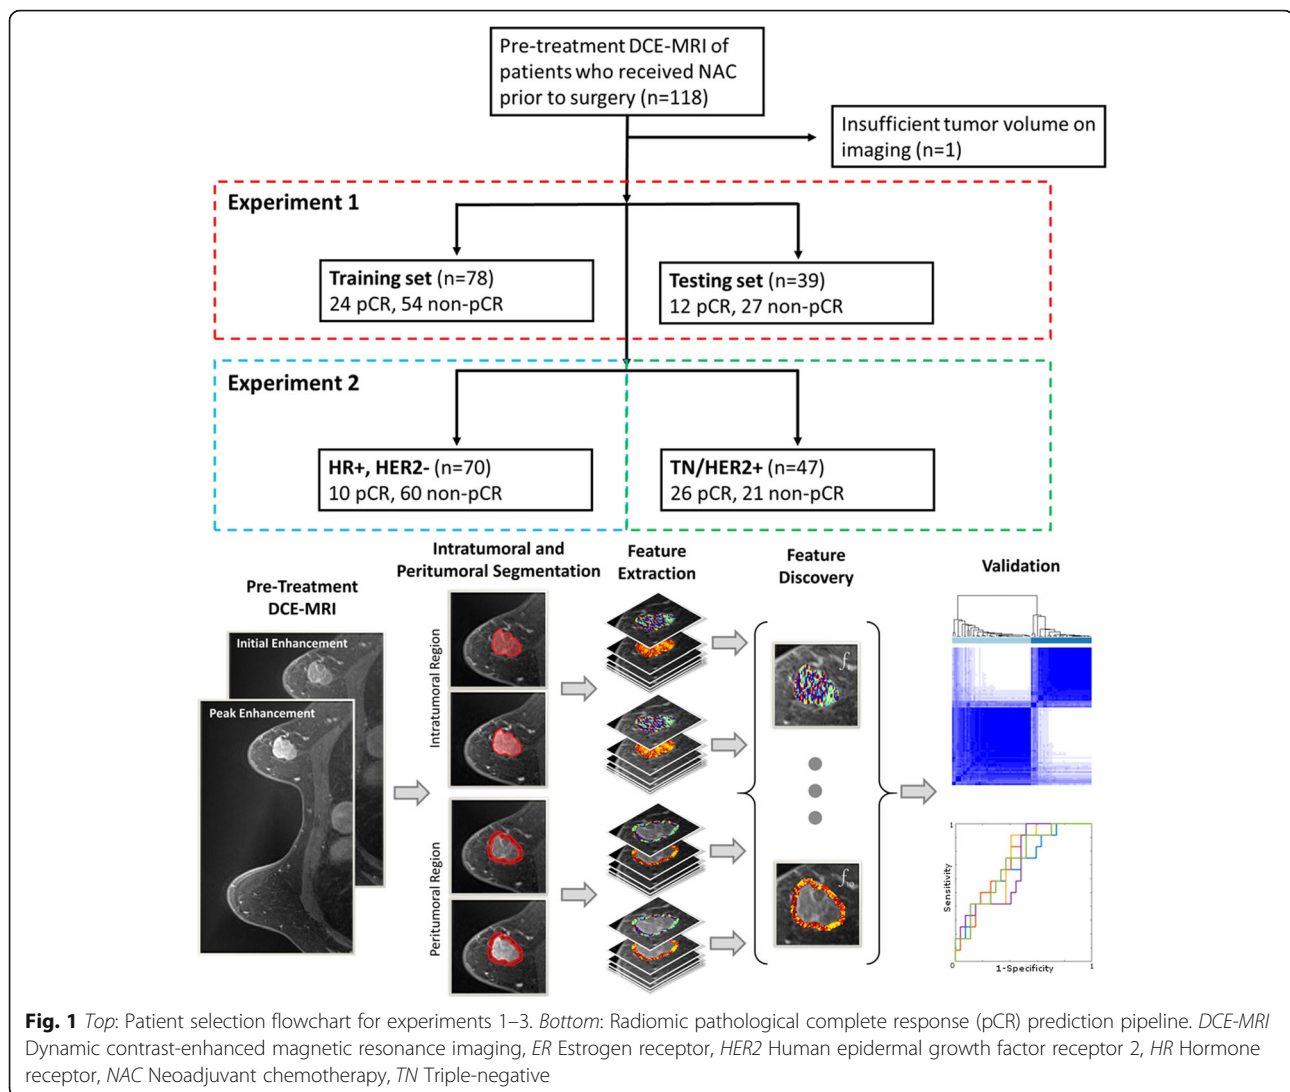 Pre-treatment DCE-MRI of
patients who received NAC
prior to surgery (n=118)
Insufficient tumor volume on
imaging (n=1)
Experiment 1
Training set (n=78)
24 pCR, 54 non-pCR
Testing set (n=39)
12 pCR, 27 non-pCR
Experiment 2
HR+, HER2- (n=70)
10 pCR, 60 non-pCR
TN/HER2+ (n=47)
26 pCR, 21 non-pCR
Pre-Treatment
DCE-MRI
Intratumoral and
Peritumoral Segmentation
Feature
Extraction
Feature
Discovery
Validation
Initial Enhancement
Peak Enhancement
Intratumoral Region
Peritumoral Region
1
Sensitivity
0
1-Specificity
1
Fig. 1 Top: Patient selection flowchart for experiments 1–3. Bottom: Radiomic pathological complete response (pCR) prediction pipeline. DCE-MRI
Dynamic contrast-enhanced magnetic resonance imaging, ER Estrogen receptor, HER2 Human epidermal growth factor receptor 2, HR Hormone
receptor, NAC Neoadjuvant chemotherapy, TN Triple-negative